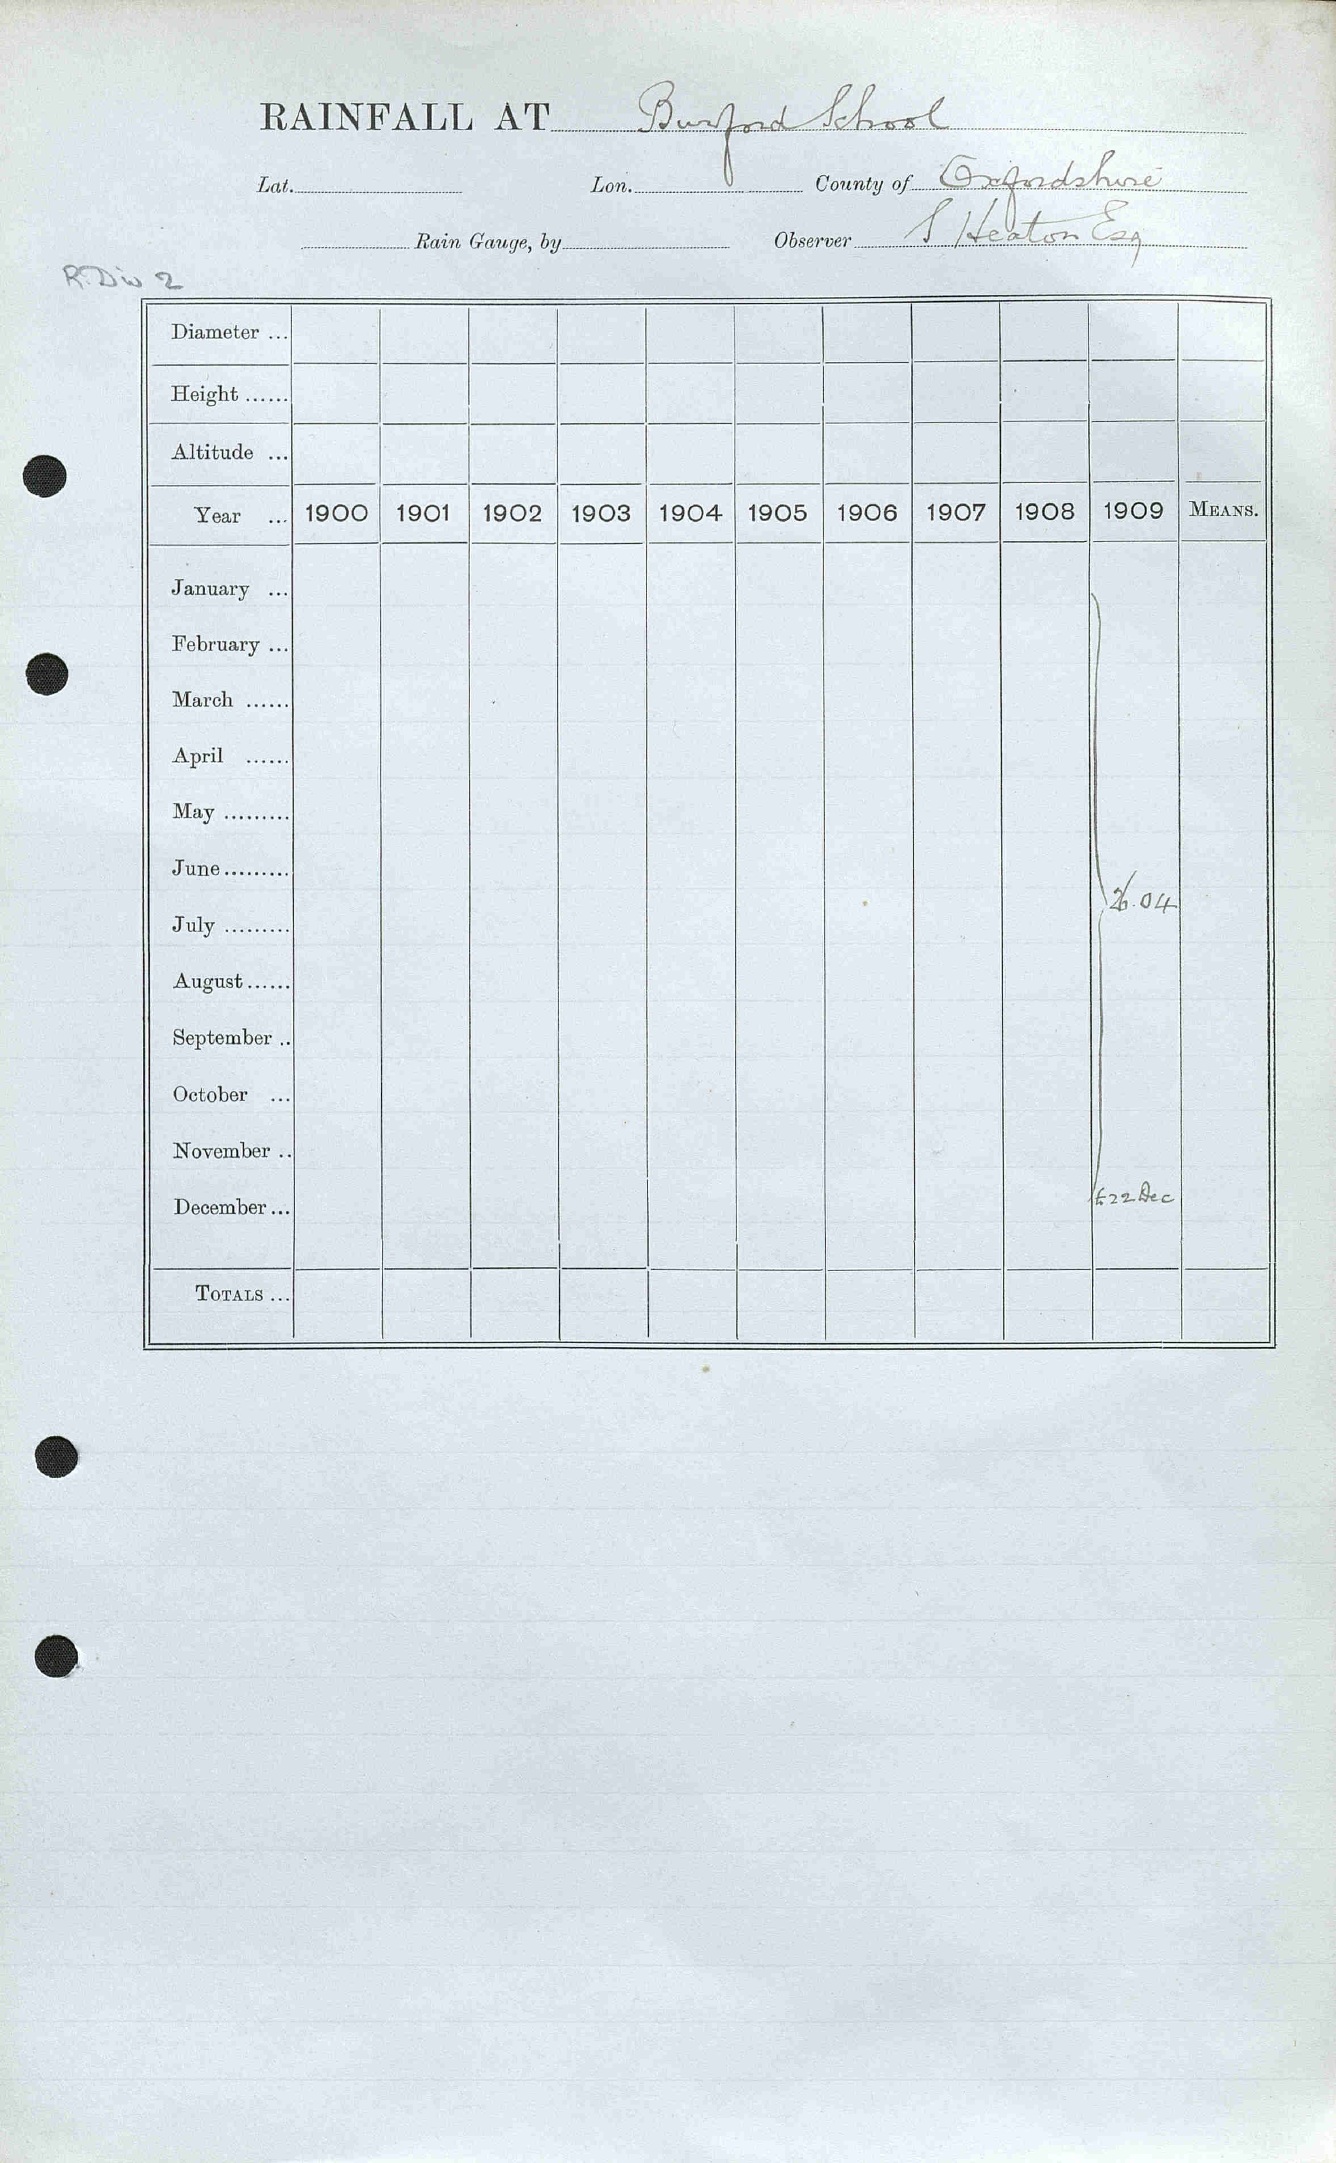 RAINFALL AT Burford School
Lat. Lon. County of Oxfordshire
Rain Gauge, by Observer S Heaton Esq
R. Div 2
Diameter ...
Height ......
Altitude ...
Year ... 1900 1901 1902 1903 1904 1905 1906 1907 1908 1909 MEANS.
January ...
February ...
March ......
April ......
May .........
June .........
26.04
July .........
August ......
September ..
October ...
November ..
December ... 22 Dec
TOTALS ...